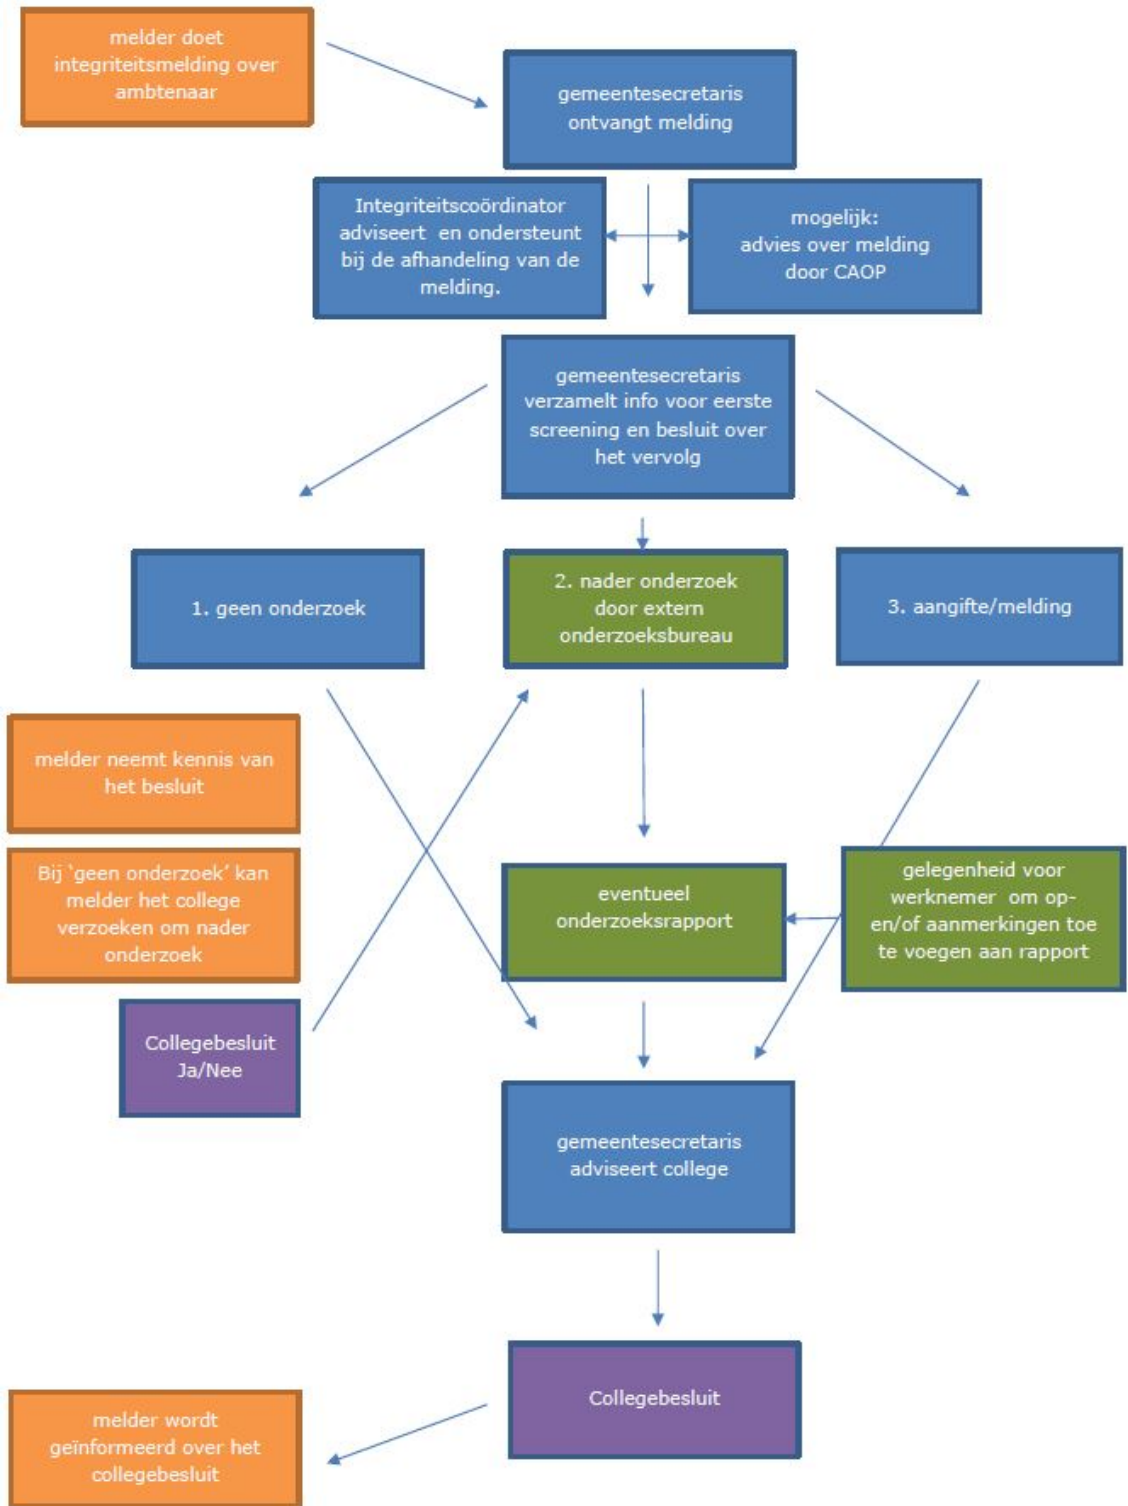 melder doet
integriteitsmelding over
ambtenaar
gemeentesecretaris
ontvangt melding
Integriteitscoördinator
adviseert en ondersteunt
bij de afhandeling van de
melding.
mogelijk:
advies over melding
door CAOP
gemeentesecretaris
verzamelt info voor eerste
screening en besluit over
het vervolg
1. geen onderzoek
2. nader onderzoek
door extern
onderzoeksbureau
3. aangifte/melding
melder neemt kennis van
het besluit
Bij ‘geen onderzoek’ kan
melder het college
verzoeken om nader
onderzoek
eventueel
onderzoeksrapport
gelegenheid voor
werknemer om op-
en/of aanmerkingen toe
te voegen aan rapport
Collegebesluit
Ja/Nee
gemeentesecretaris
adviseert college
Collegebesluit
melder wordt
geïnformeerd over het
collegebesluit